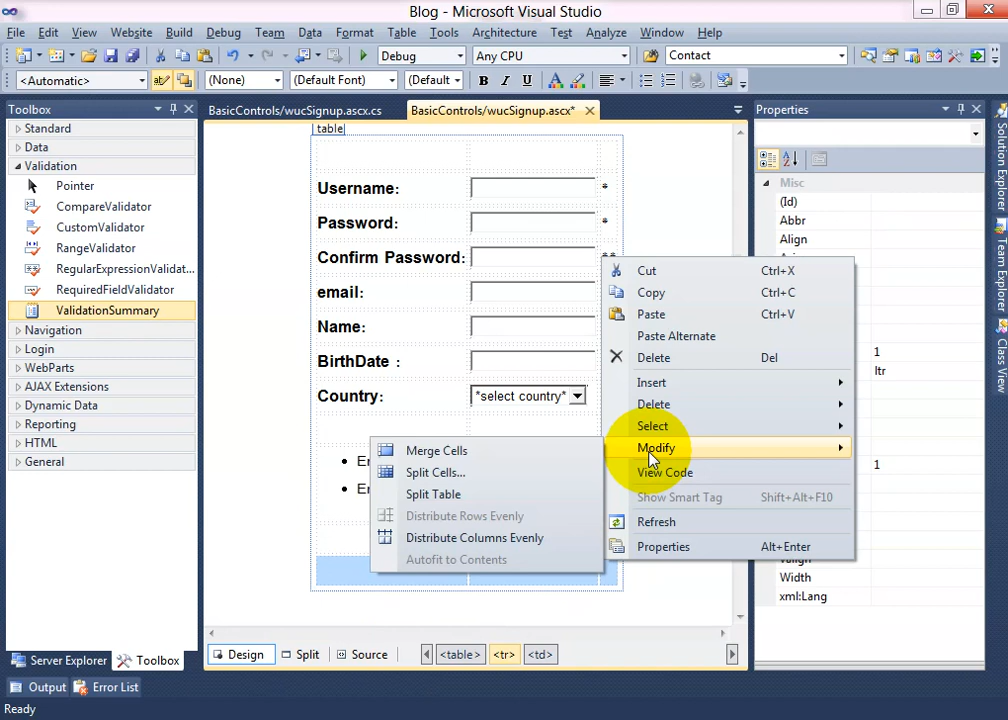 Blog - Microsoft Visual Studio
File Edit View Website Build Debug Team Data Format Table Tools Architecture Test Analyze Window Help
Debug Any CPU Contact
<Automatic> (None) (Default Font) (Default B I U A
Toolbox
Standard
Data
Validation
Pointer
CompareValidator
CustomValidator
RangeValidator
RegularExpressionValidat...
RequiredFieldValidator
ValidationSummary
Navigation
Login
WebParts
AJAX Extensions
Dynamic Data
Reporting
HTML
General
Server Explorer Toolbox
BasicControls/wucSignup.ascx.cs BasicControls/wucSignup.ascx*
table
Username: *
Password: *
Confirm Password: **
email:
Name:
BirthDate :
Country: *select country*
Cut Ctrl+X
Copy Ctrl+C
Paste Ctrl+V
Paste Alternate
Delete Del
Insert
Delete
Select
Modify
View Code
Show Smart Tag Shift+Alt+F10
Refresh
Properties Alt+Enter
Merge Cells
Split Cells...
Split Table
Distribute Rows Evenly
Distribute Columns Evenly
Autofit to Contents
Design Split Source <table> <tr> <td>
Properties
Misc
(Id)
Abbr
Align
1
ltr
1
Width
xml:Lang
Solution Explorer
Team Explorer
Class View
Output Error List
Ready